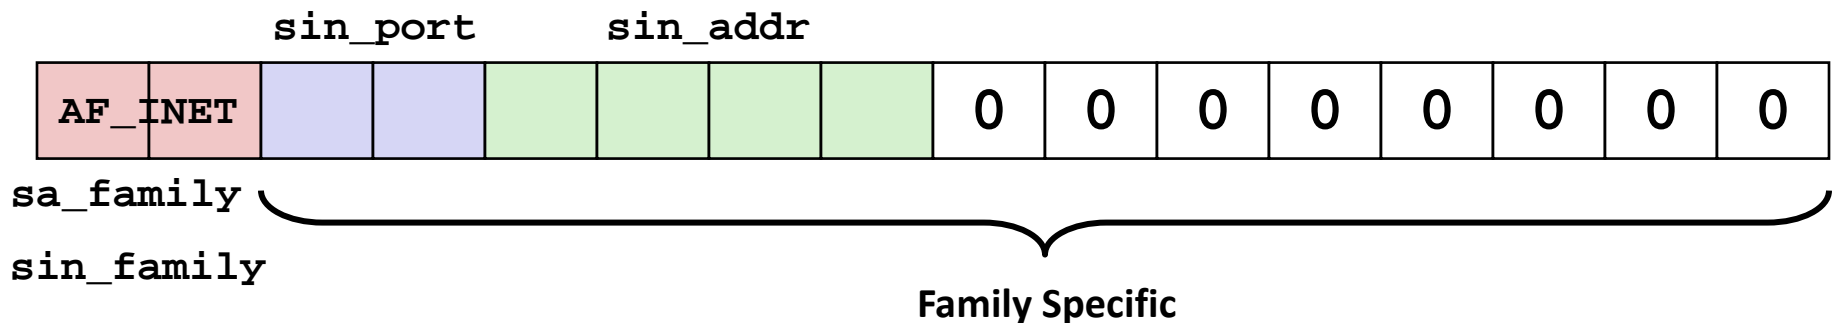 sin_port sin_addr
AF_INET 0 0 0 0 0 0 0 0
sa_family
sin_family
Family Specific